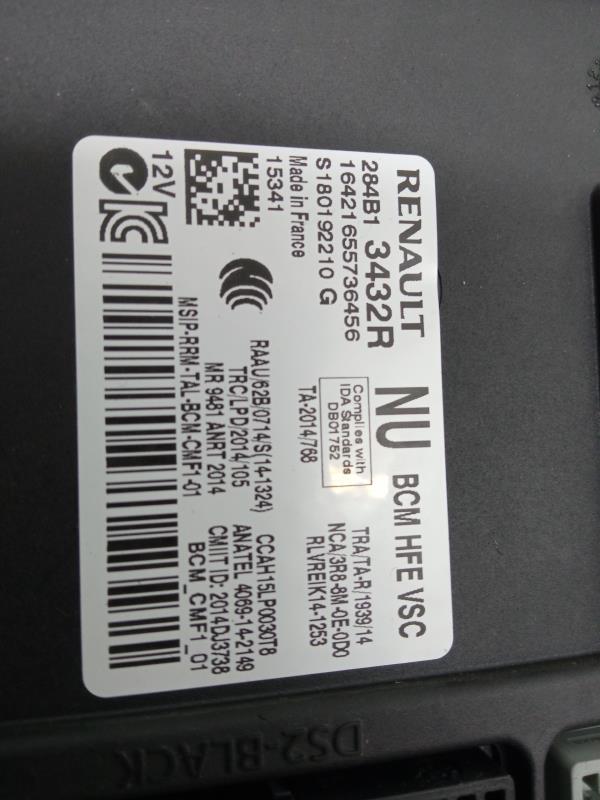 RENAULT
284B1 3432R
16421655736456
S180192210 G
Made in France
15341
12V
NU BCM HFE VSC
Complies with
IDA Standards
DB01752
TA-2014/768
TRA/TA-R/1939/14
NCA/3R8-8M-0E-0D0
RLVREIK14-1253
RAAU/62B/0714/S(14-1324)
TRC/LPD/2014/105
MR 9481 ANRT 2014
MSIP-RRM-TAL-BCM-CMF1-01
CCAH15LP0030T8
ANATEL 4069-14-2149
CMIIT ID: 2014DJ3738
BCM_CMF1_01
DS2-BLACK